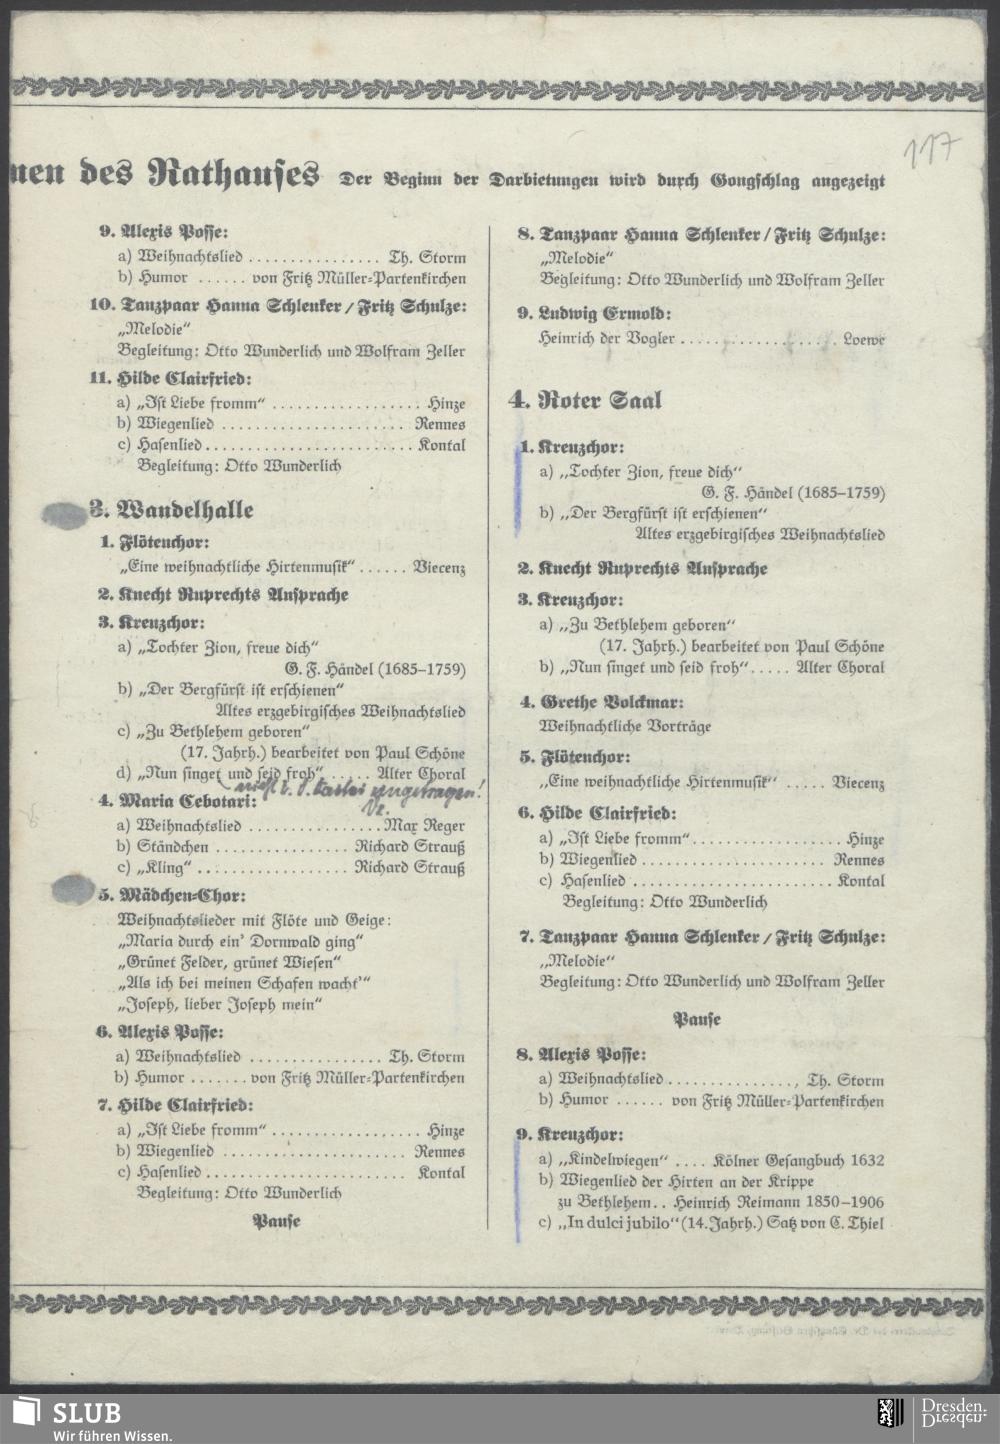 117
nen des Rathauses Der Beginn der Darbietungen wird durch Gongschlag angezeigt
9. Alexis Posse:
a) Weihnachtslied ................ Th. Storm
b) Humor ...... von Fritz Müller-Partenkirchen
10. Tanzpaar Hanna Schlenker / Fritz Schulze:
„Melodie“
Begleitung: Otto Wunderlich und Wolfram Zeller
11. Hilde Clairfried:
a) „Ist Liebe fromm“ .................. Hinze
b) Wiegenlied ...................... Rennes
c) Hasenlied ......................... Kontal
Begleitung: Otto Wunderlich
3. Wandelhalle
1. Flötenchor:
„Eine weihnachtliche Hirtenmusik“ ...... Viecenz
2. Knecht Ruprechts Ansprache
3. Kreuzchor:
a) „Tochter Zion, freue dich“
G. F. Händel (1685–1759)
b) „Der Bergfürst ist erschienen“
Altes erzgebirgisches Weihnachtslied
c) „Zu Bethlehem geboren“
(17. Jahrh.) bearbeitet von Paul Schöne
d) „Nun singet und seid froh“ ..... Alter Choral
4. Maria Cebotari:
a) Weihnachtslied ................ Max Reger
b) Ständchen ................ Richard Strauß
c) „Kling“ .................. Richard Strauß
5. Mädchen-Chor:
Weihnachtslieder mit Flöte und Geige:
„Maria durch ein' Dornwald ging“
„Grünet Felder, grünet Wiesen“
„Als ich bei meinen Schafen wacht'“
„Joseph, lieber Joseph mein“
6. Alexis Posse:
a) Weihnachtslied ................ Th. Storm
b) Humor ....... von Fritz Müller-Partenkirchen
7. Hilde Clairfried:
a) „Ist Liebe fromm“ .................. Hinze
b) Wiegenlied ...................... Rennes
c) Hasenlied ......................... Kontal
Begleitung: Otto Wunderlich
Pause
8. Tanzpaar Hanna Schlenker / Fritz Schulze:
„Melodie“
Begleitung: Otto Wunderlich und Wolfram Zeller
9. Ludwig Ermold:
Heinrich der Vogler ................... Loewe
4. Roter Saal
1. Kreuzchor:
a) „Tochter Zion, freue dich“
G. F. Händel (1685–1759)
b) „Der Bergfürst ist erschienen“
Altes erzgebirgisches Weihnachtslied
2. Knecht Ruprechts Ansprache
3. Kreuzchor:
a) „Zu Bethlehem geboren“
(17. Jahrh.) bearbeitet von Paul Schöne
b) „Nun singet und seid froh“ ..... Alter Choral
4. Grethe Volckmar:
Weihnachtliche Vorträge
5. Flötenchor:
„Eine weihnachtliche Hirtenmusik“ ...... Viecenz
6. Hilde Clairfried:
a) „Ist Liebe fromm“ .................. Hinze
b) Wiegenlied ...................... Rennes
c) Hasenlied ........................ Kontal
Begleitung: Otto Wunderlich
7. Tanzpaar Hanna Schlenker / Fritz Schulze:
„Melodie“
Begleitung: Otto Wunderlich und Wolfram Zeller
Pause
8. Alexis Posse:
a) Weihnachtslied ..............., Th. Storm
b) Humor ...... von Fritz Müller-Partenkirchen
9. Kreuzchor:
a) „Kindelwiegen“ .... Kölner Gesangbuch 1632
b) Wiegenlied der Hirten an der Krippe
zu Bethlehem .. Heinrich Reimann 1850–1906
c) „In dulci jubilo“ (14. Jahrh.) Satz von C. Thiel
SLUB
Wir führen Wissen.
Dresden.
Dresden.